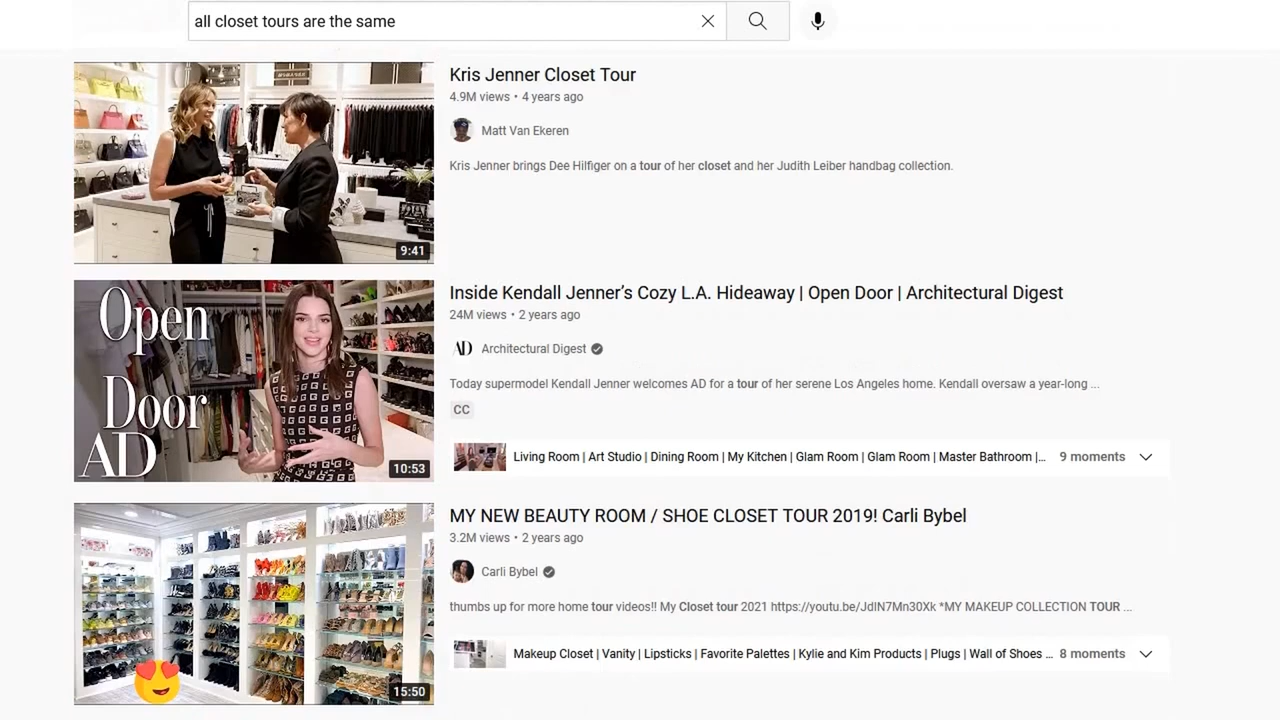 all closet tours are the same
Kris Jenner Closet Tour
4.9M views • 4 years ago
Matt Van Ekeren
Kris Jenner brings Dee Hilfiger on a tour of her closet and her Judith Leiber handbag collection.
9:41
Open
Door
AD
10:53
Inside Kendall Jenner’s Cozy L.A. Hideaway | Open Door | Architectural Digest
24M views • 2 years ago
AD Architectural Digest
Today supermodel Kendall Jenner welcomes AD for a tour of her serene Los Angeles home. Kendall oversaw a year-long ...
CC
Living Room | Art Studio | Dining Room | My Kitchen | Glam Room | Glam Room | Master Bathroom |... 9 moments
MY NEW BEAUTY ROOM / SHOE CLOSET TOUR 2019! Carli Bybel
3.2M views • 2 years ago
Carli Bybel
thumbs up for more home tour videos!! My Closet tour 2021 https://youtu.be/JdIN7Mn30Xk *MY MAKEUP COLLECTION TOUR ...
Makeup Closet | Vanity | Lipsticks | Favorite Palettes | Kylie and Kim Products | Plugs | Wall of Shoes ... 8 moments
15:50